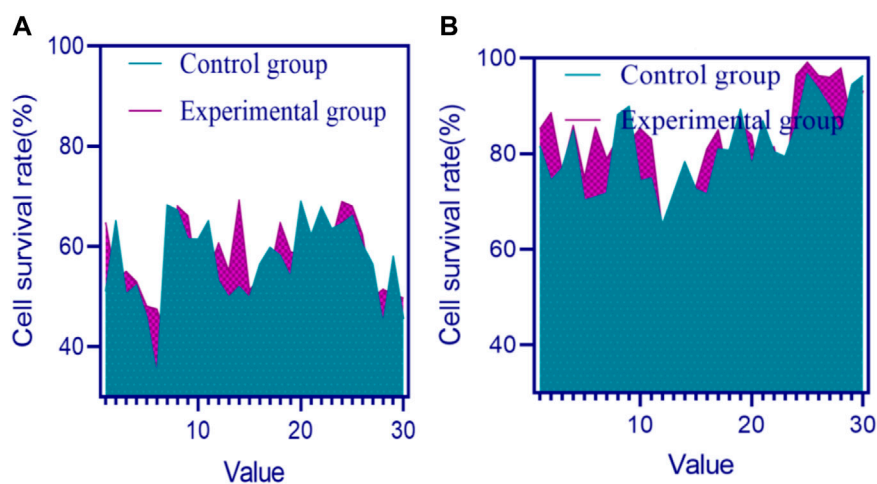 A
Cell survival rate(%)
100
80
60
40
Control group
Experimental group
10
20
30
Value
B
Cell survival rate(%)
100
80
60
40
Control group
Experimental group
10
20
30
Value